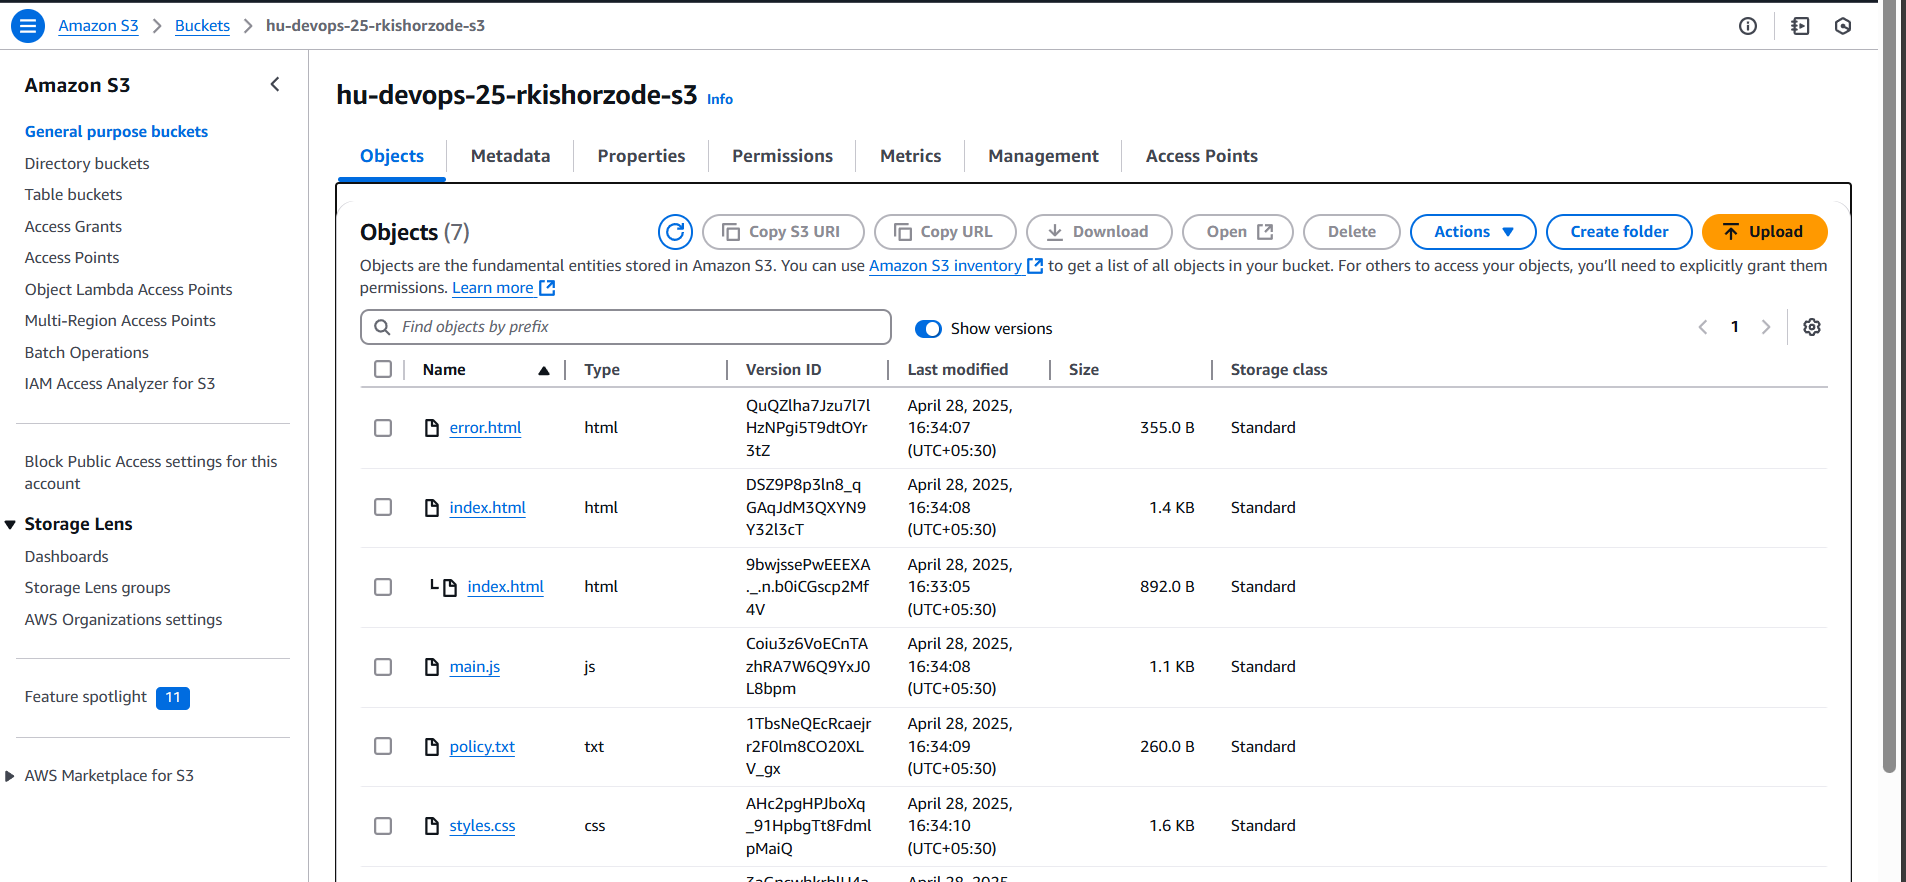 Amazon S3 > Buckets > hu-devops-25-rkishorzode-s3
Amazon S3
General purpose buckets
Directory buckets
Table buckets
Access Grants
Access Points
Object Lambda Access Points
Multi-Region Access Points
Batch Operations
IAM Access Analyzer for S3
Block Public Access settings for this
account
Storage Lens
Dashboards
Storage Lens groups
AWS Organizations settings
Feature spotlight 11
AWS Marketplace for S3
hu-devops-25-rkishorzode-s3 Info
Objects Metadata Properties Permissions Metrics Management Access Points
Objects (7) Copy S3 URI Copy URL Download Open Delete Actions Create folder Upload
Objects are the fundamental entities stored in Amazon S3. You can use Amazon S3 inventory to get a list of all objects in your bucket. For others to access your objects, you'll need to explicitly grant them
permissions. Learn more
Find objects by prefix Show versions 1
Name Type Version ID Last modified Size Storage class
QuQZlha7Jzu7l7l April 28, 2025,
error.html html HzNPgi5T9dtOYr 16:34:07 355.0 B Standard
3tZ (UTC+05:30)
DSZ9P8p3ln8_q April 28, 2025,
index.html html GAqJdM3QXYN9 16:34:08 1.4 KB Standard
Y32l3cT (UTC+05:30)
9bwjssePwEEEXA April 28, 2025,
index.html html ._.n.b0iCGscp2Mf 16:33:05 892.0 B Standard
4V (UTC+05:30)
Coiu3z6VoECnTA April 28, 2025,
main.js js zhRA7W6Q9YxJ0 16:34:08 1.1 KB Standard
L8bpm (UTC+05:30)
1TbsNeQEcRcaejr April 28, 2025,
policy.txt txt r2F0lm8CO20XL 16:34:09 260.0 B Standard
V_gx (UTC+05:30)
AHc2pgHPJboXq April 28, 2025,
styles.css css _91HpbgTt8Fdml 16:34:10 1.6 KB Standard
pMaiQ (UTC+05:30)
April 28, 2025,